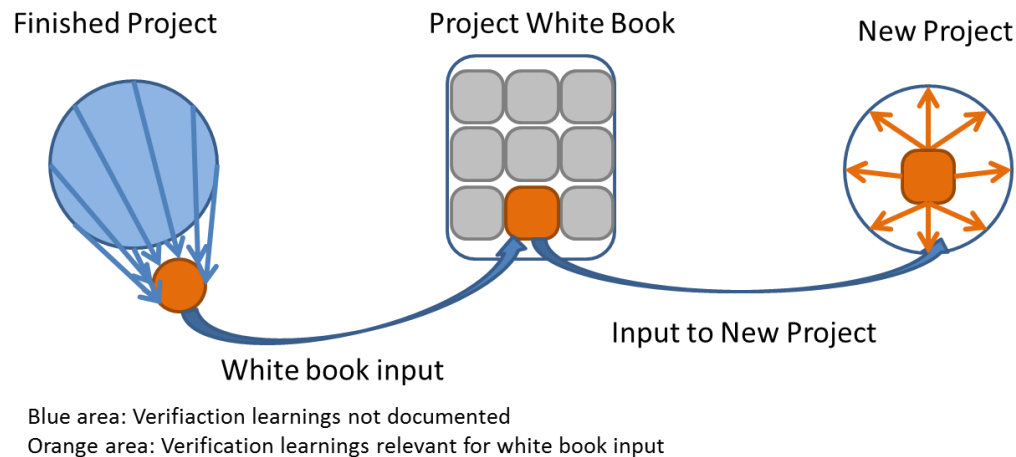 Finished Project
Project White Book
New Project
White book input
Input to New Project
Blue area: Verifiaction learnings not documented
Orange area: Verification learnings relevant for white book input